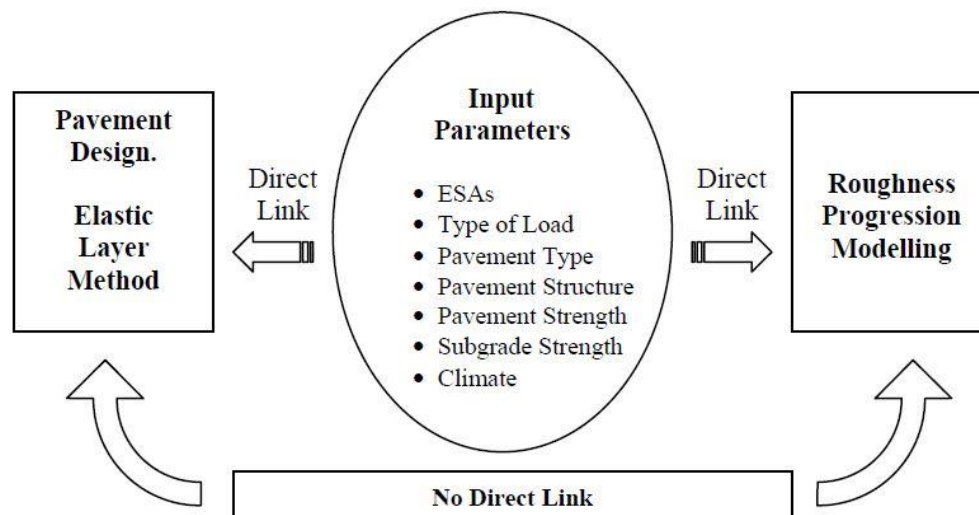 Pavement
Design.
Elastic
Layer
Method
Direct
Link
Input
Parameters
• ESAs
• Type of Load
• Pavement Type
• Pavement Structure
• Pavement Strength
• Subgrade Strength
• Climate
Direct
Link
Roughness
Progression
Modelling
No Direct Link